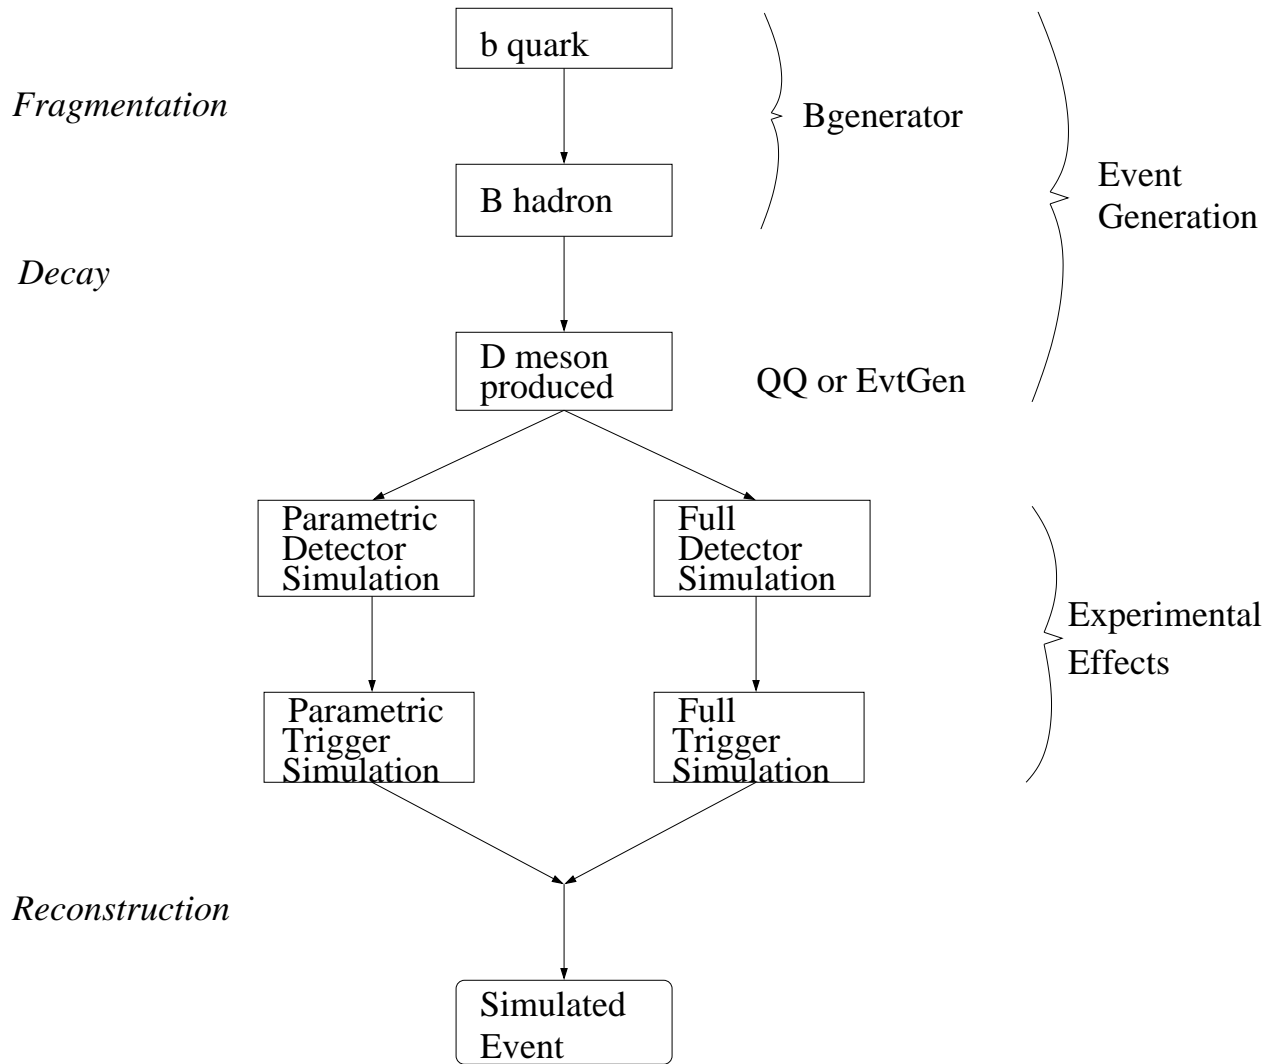 b quark
Fragmentation
Bgenerator
B hadron
Event
Generation
Decay
D meson
produced
QQ or EvtGen
Parametric
Detector
Simulation
Full
Detector
Simulation
Experimental
Effects
Parametric
Trigger
Simulation
Full
Trigger
Simulation
Reconstruction
Simulated
Event